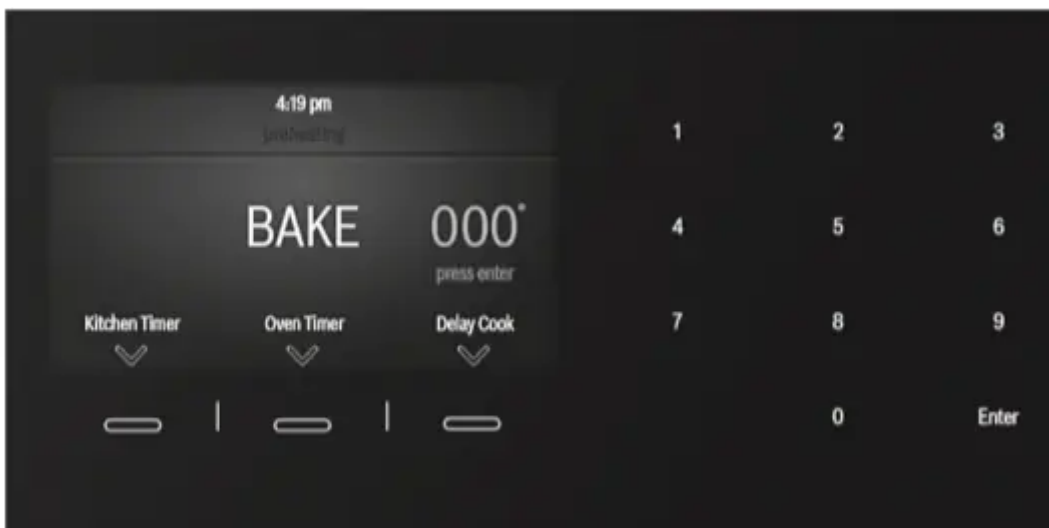 4:19 pm
preheating
BAKE 000°
press enter
Kitchen Timer Oven Timer Delay Cook
1 2 3
4 5 6
7 8 9
0 Enter